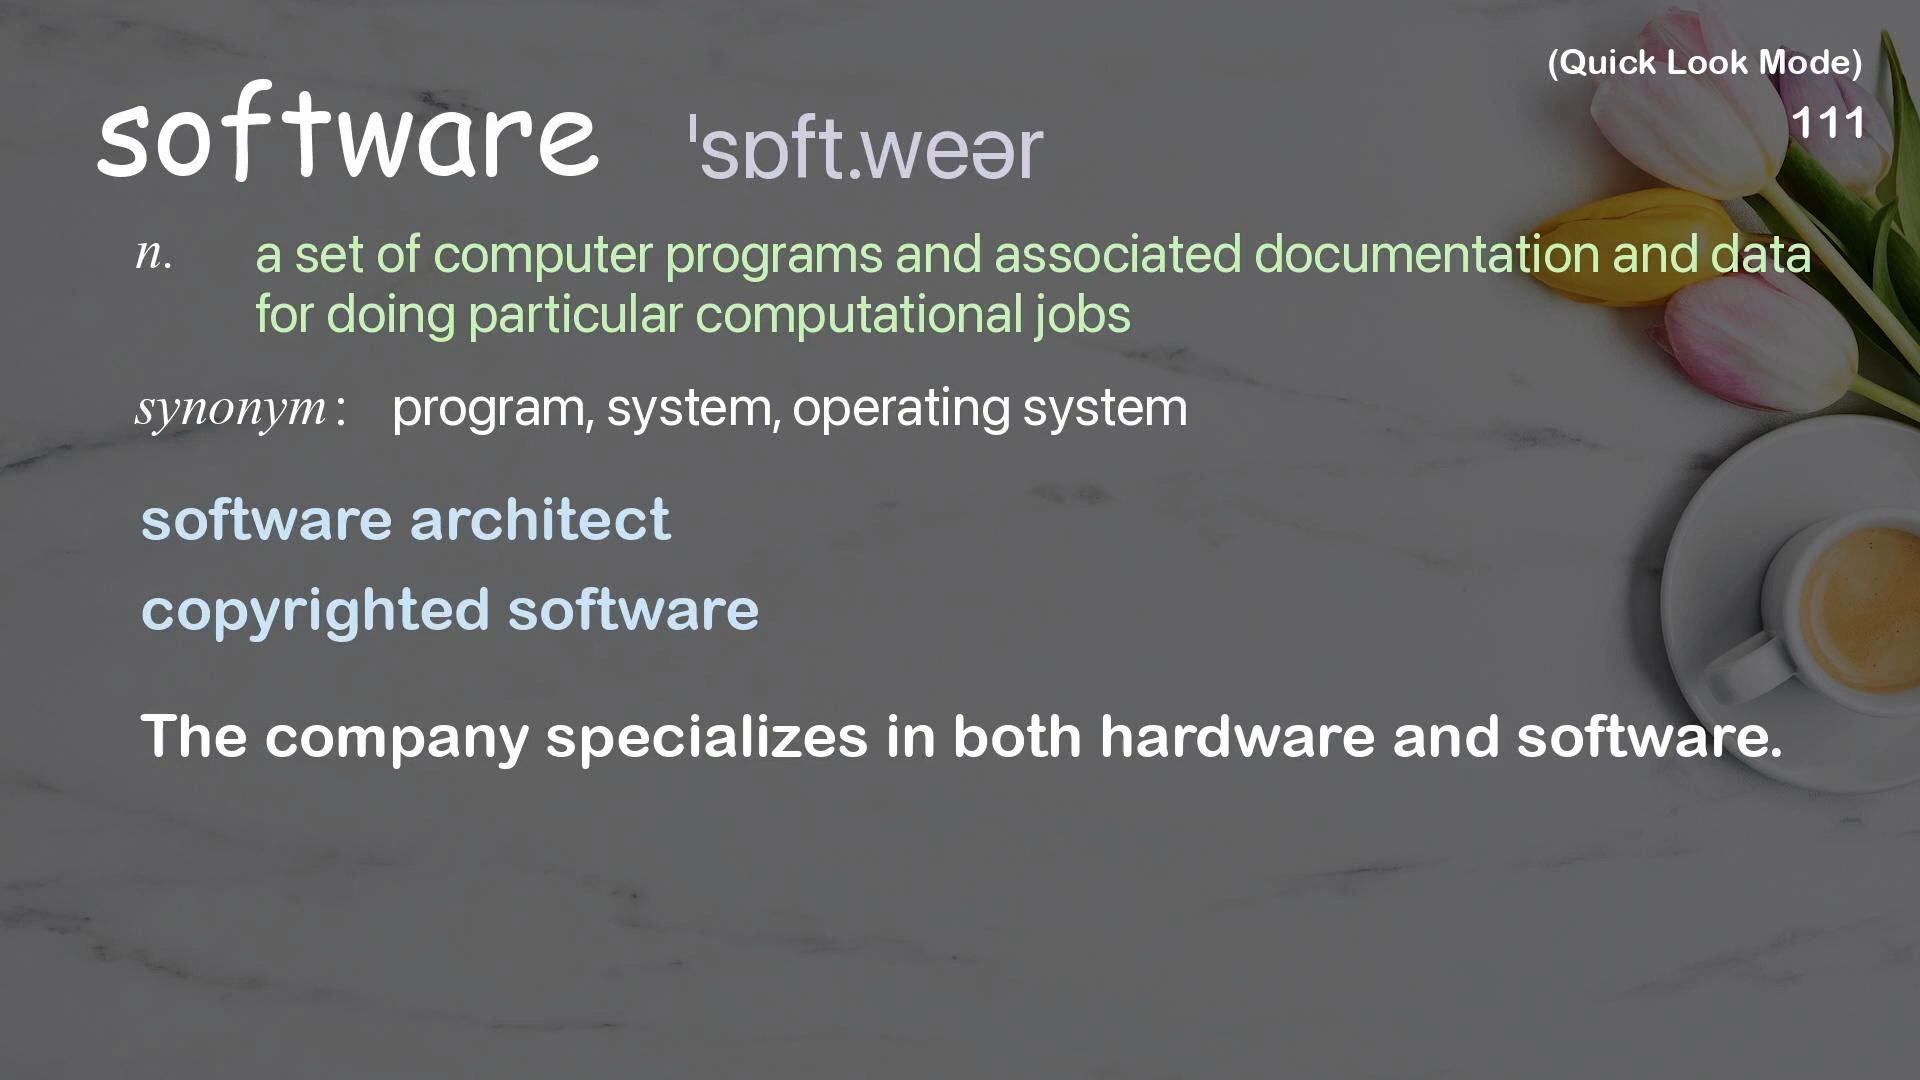 (Quick Look Mode)
111
software ˈsɒft.weər
n. a set of computer programs and associated documentation and data
for doing particular computational jobs
synonym: program, system, operating system
software architect
copyrighted software
The company specializes in both hardware and software.